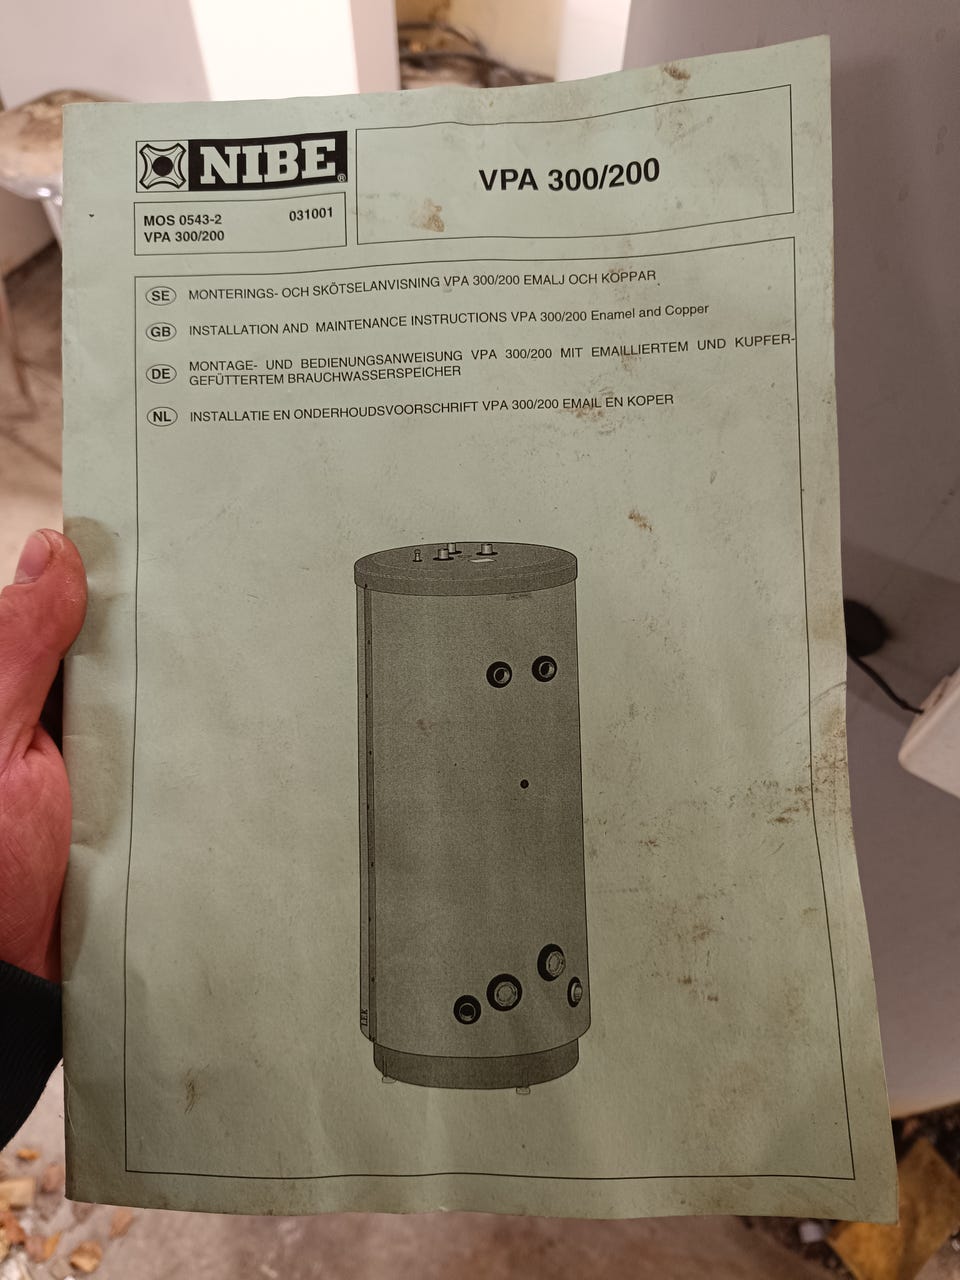 NIBE®
VPA 300/200
MOS 0543-2 031001
VPA 300/200
SE MONTERINGS- OCH SKÖTSELANVISNING VPA 300/200 EMALJ OCH KOPPAR
GB INSTALLATION AND MAINTENANCE INSTRUCTIONS VPA 300/200 Enamel and Copper
DE MONTAGE- UND BEDIENUNGSANWEISUNG VPA 300/200 MIT EMAILLIERTEM UND KUPFER-
GEFÜTTERTEM BRAUCHWASSERSPEICHER
NL INSTALLATIE EN ONDERHOUDSVOORSCHRIFT VPA 300/200 EMAIL EN KOPER